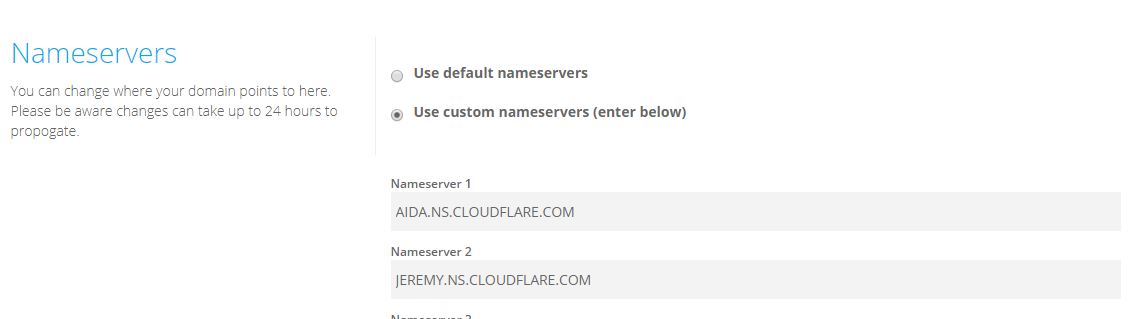 Nameservers
You can change where your domain points to here.
Please be aware changes can take up to 24 hours to
propogate.
Use default nameservers
Use custom nameservers (enter below)
Nameserver 1
AIDA.NS.CLOUDFLARE.COM
Nameserver 2
JEREMY.NS.CLOUDFLARE.COM
Nameserver 3